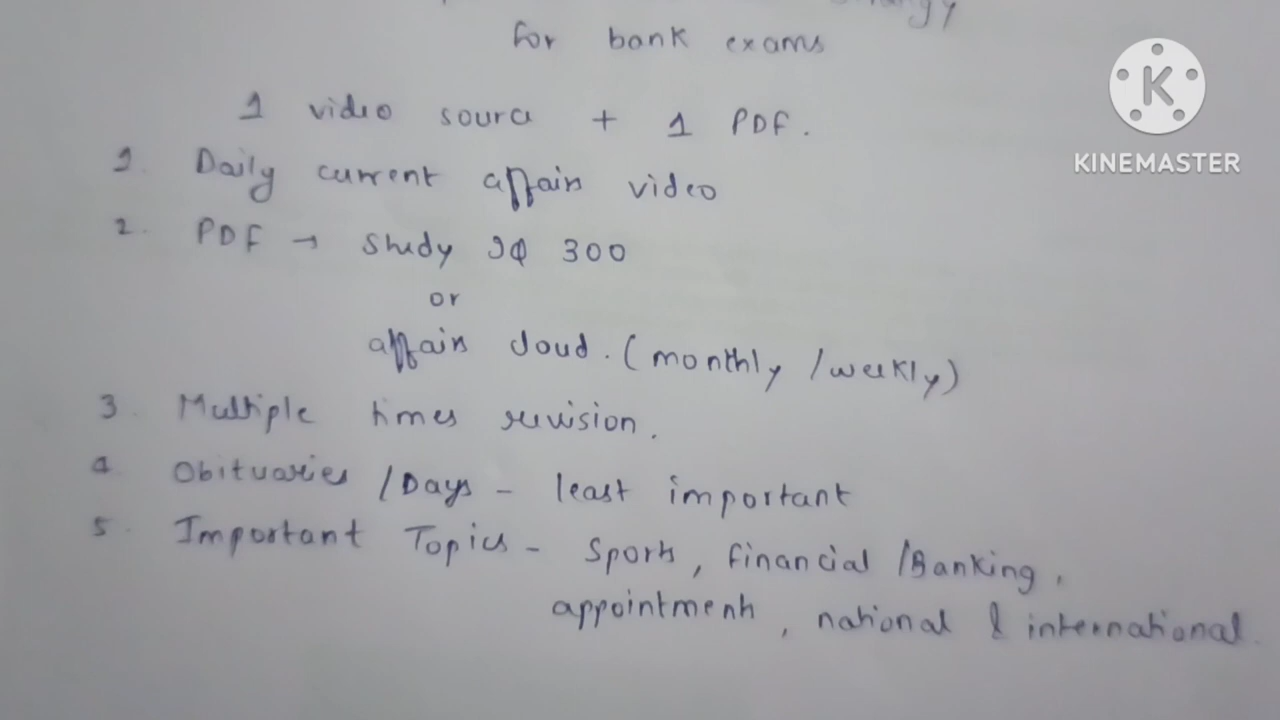 for bank exams
1 video source + 1 PDF.
1. Daily current affairs video
2. PDF → Study IQ 300
or
affairs cloud. (monthly / weekly)
3. Multiple times revision.
4. Obituaries / Days - least important
5. Important Topics - Sports, financial / Banking,
appointments, national & international.
K
KINEMASTER